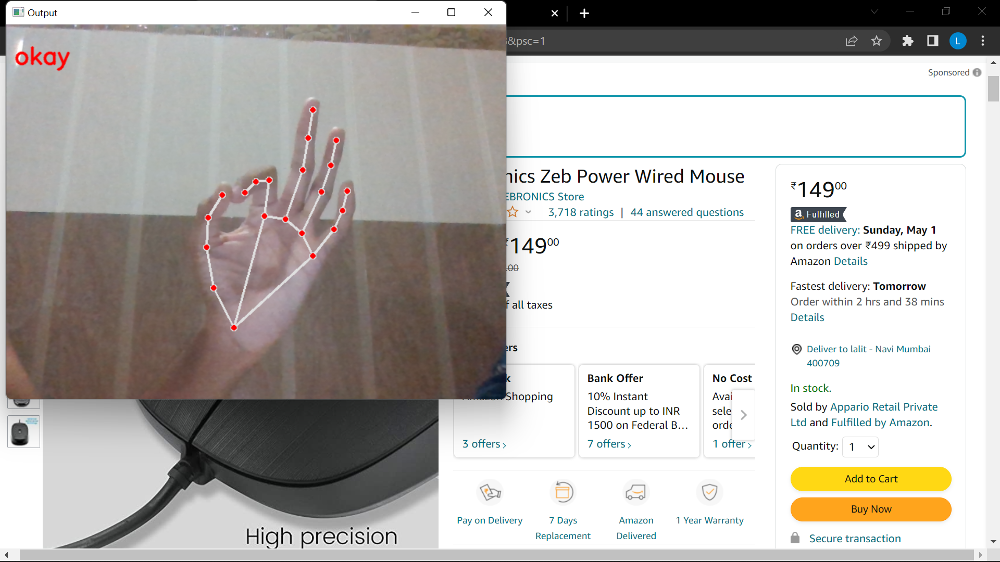 Output
okay
&psc=1
L
Sponsored
nics Zeb Power Wired Mouse
EBRONICS Store
3,718 ratings | 44 answered questions
₹14900
.00
f all taxes
ers
k
Amazon Shopping
3 offers ›
Bank Offer
10% Instant
Discount up to INR
1500 on Federal B…
7 offers ›
No Cost
Avai
sele
orde
1 offer ›
Pay on Delivery
7 Days
Replacement
Amazon
Delivered
1 Year Warranty
High precision
₹14900
a Fulfilled
FREE delivery: Sunday, May 1
on orders over ₹499 shipped by
Amazon Details
Fastest delivery: Tomorrow
Order within 2 hrs and 38 mins
Details
Deliver to lalit - Navi Mumbai
400709
In stock.
Sold by Appario Retail Private
Ltd and Fulfilled by Amazon.
Quantity: 1
Add to Cart
Buy Now
Secure transaction